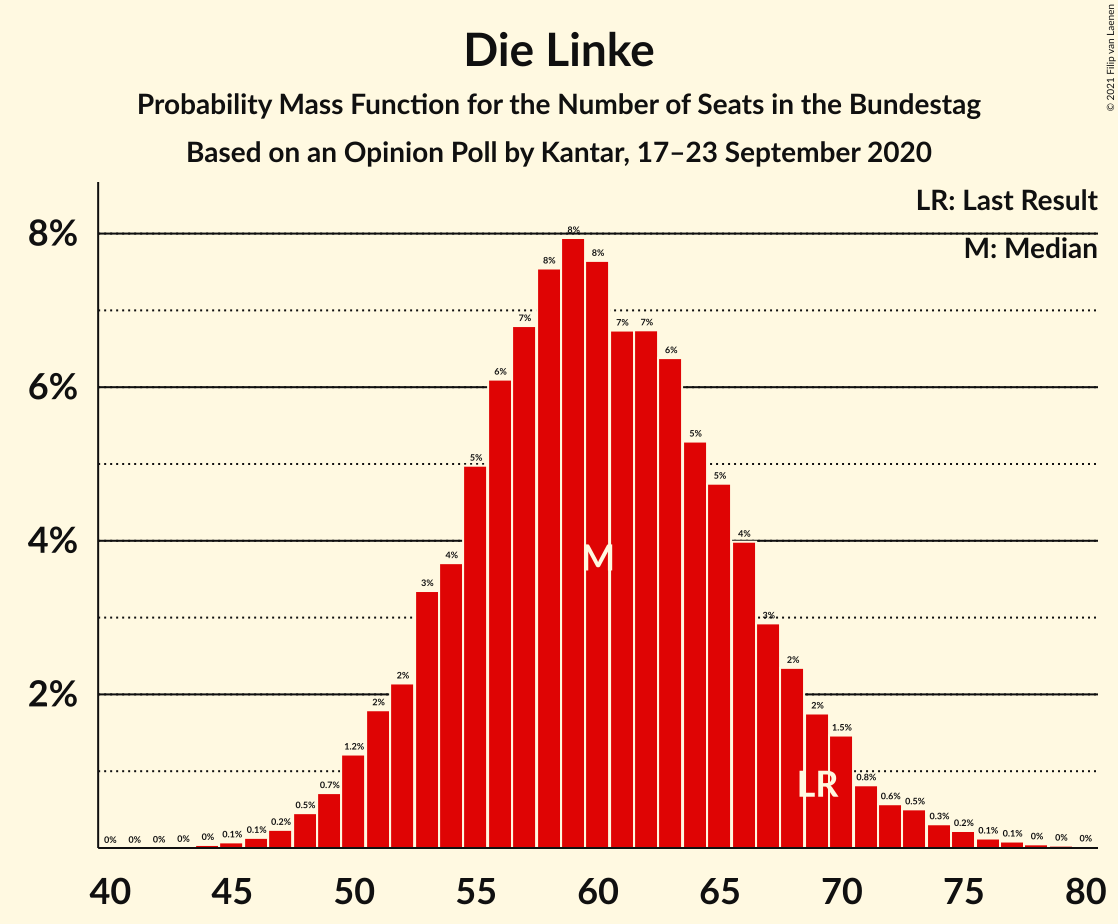 © 2021 Filip van Laenen
Die Linke
Probability Mass Function for the Number of Seats in the Bundestag
Based on an Opinion Poll by Kantar, 17–23 September 2020
LR: Last Result
M: Median
8%
6%
4%
2%
0% 0% 0% 0% 0% 0.1% 0.1% 0.2% 0.5% 0.7% 1.2% 2% 2% 3% 4% 5% 6% 7% 8% 8% 8% 7% 7% 6% 5% 5% 4% 3% 2% 2% 1.5% 0.8% 0.6% 0.5% 0.3% 0.2% 0.1% 0.1% 0% 0% 0%
M
LR
40 45 50 55 60 65 70 75 80